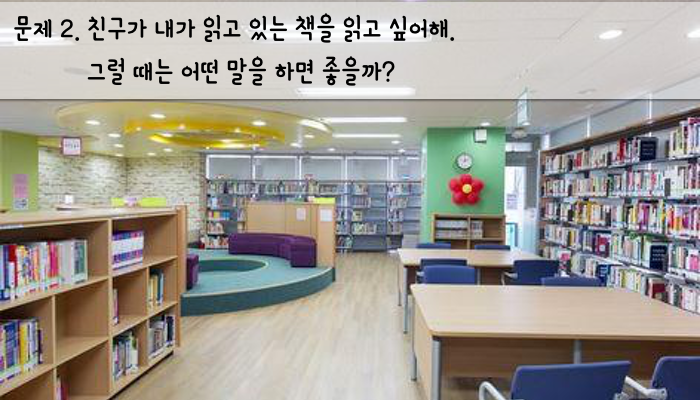 문제 2. 친구가 내가 읽고 있는 책을 읽고 싶어해.
그럴 때는 어떤 말을 하면 좋을까?